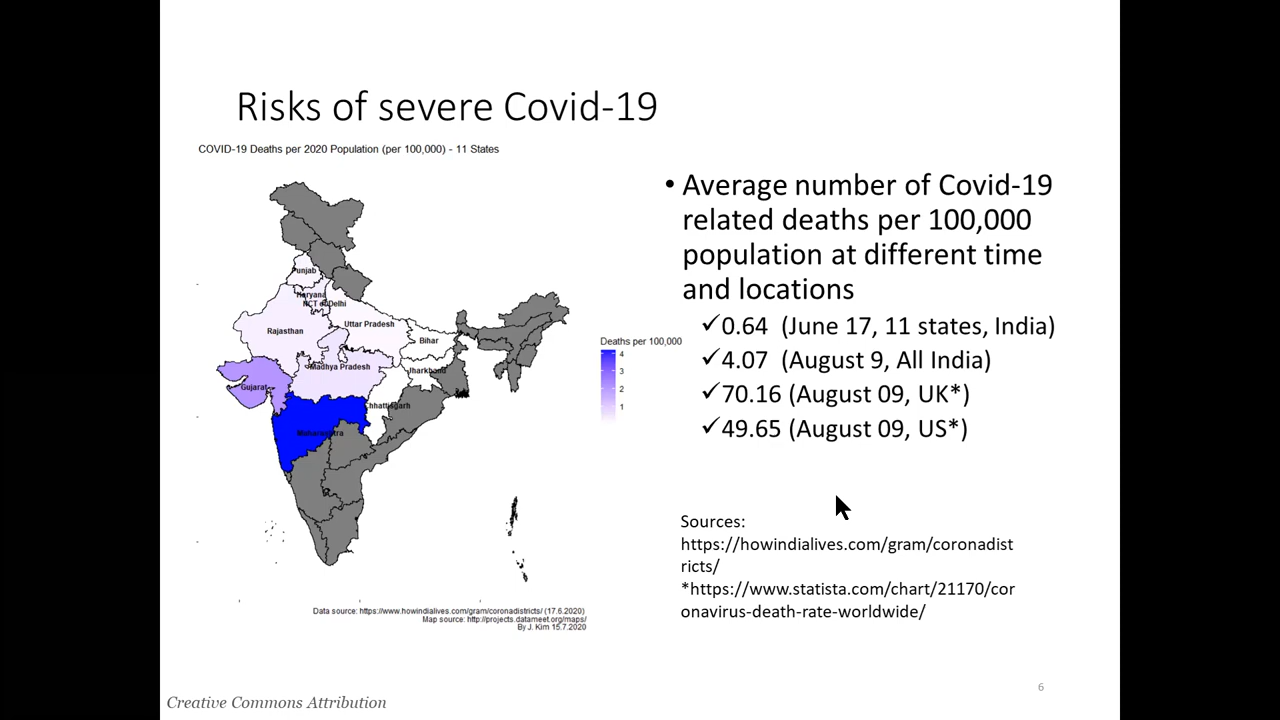 Risks of severe Covid-19
COVID-19 Deaths per 2020 Population (per 100,000) - 11 States
Punjab
Haryana
NCT of Delhi
Rajasthan
Uttar Pradesh
Bihar
Madhya Pradesh
Jharkhand
Gujarat
Chhattisgarh
Maharashtra
Deaths per 100,000
4
3
2
1
Data source: https://www.howindialives.com/gram/coronadistricts/ (17.6.2020)
Map source: http://projects.datameet.org/maps/
By J. Kim 15.7.2020
• Average number of Covid-19
related deaths per 100,000
population at different time
and locations
✓0.64 (June 17, 11 states, India)
✓4.07 (August 9, All India)
✓70.16 (August 09, UK*)
✓49.65 (August 09, US*)
Sources:
https://howindialives.com/gram/coronadist
ricts/
*https://www.statista.com/chart/21170/cor
onavirus-death-rate-worldwide/
6
Creative Commons Attribution